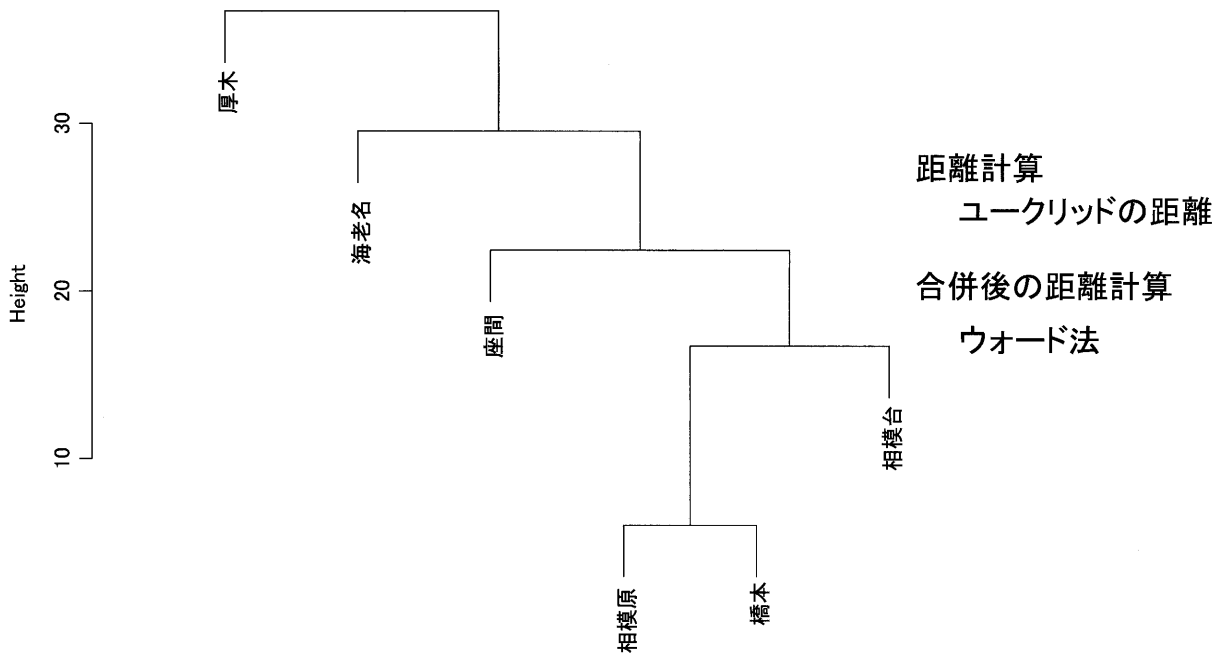 Height
30
20
10
厚木
海老名
座間
相模原
橋本
相模台
距離計算
ユークリッドの距離
合併後の距離計算
ウォード法